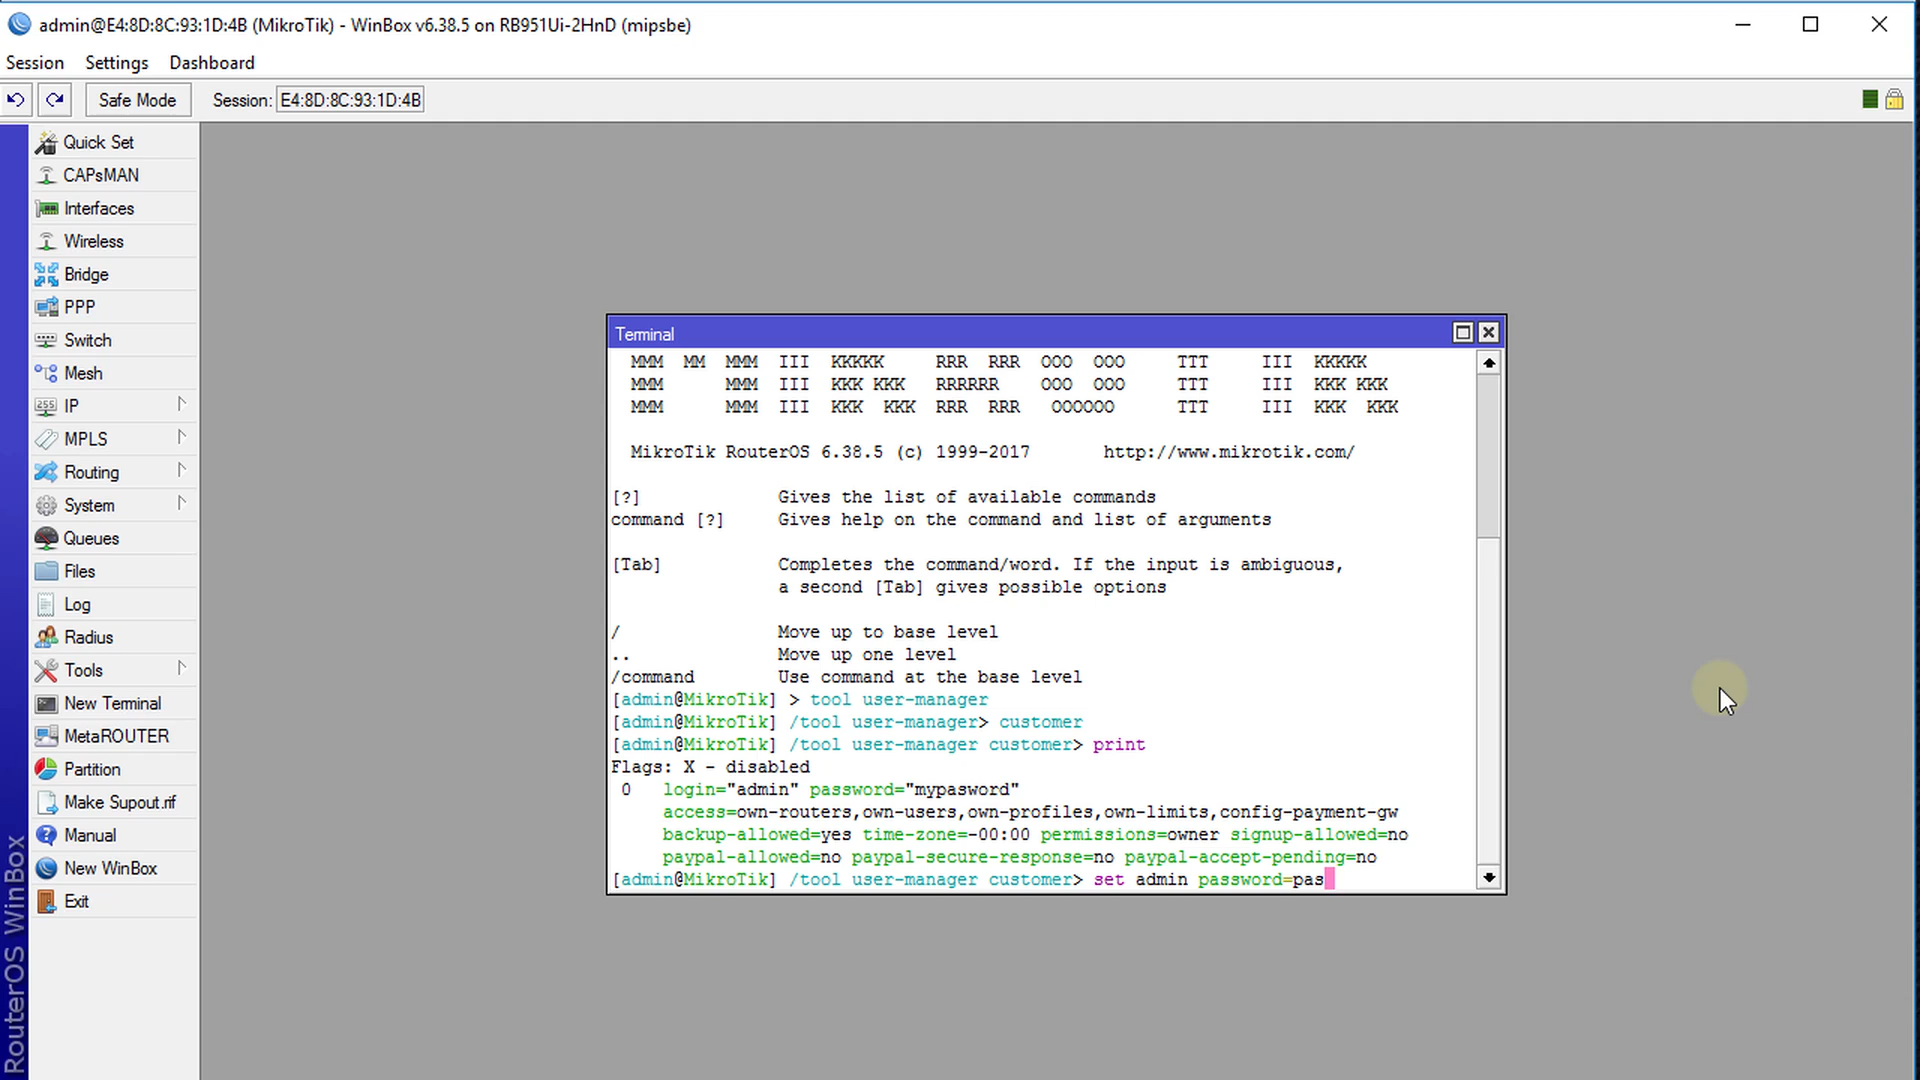 admin@E4:8D:8C:93:1D:4B (MikroTik) - WinBox v6.38.5 on RB951Ui-2HnD (mipsbe)
Session Settings Dashboard
Safe Mode Session: E4:8D:8C:93:1D:4B
Quick Set
CAPsMAN
Interfaces
Wireless
Bridge
PPP
Switch
Mesh
255 IP
MPLS
Routing
System
Queues
Files
Log
Radius
Tools
New Terminal
MetaROUTER
Partition
Make Supout.rif
Manual
New WinBox
Exit
RouterOS WinBox
Terminal
MMM  MM  MMM  III  KKKKK     RRR  RRR  OOO  OOO     TTT     III  KKKKK
MMM      MMM  III  KKK KKK   RRRRRR    OOO  OOO     TTT     III  KKK KKK
MMM      MMM  III  KKK  KKK  RRR  RRR   OOOOOO      TTT     III  KKK  KKK
MikroTik RouterOS 6.38.5 (c) 1999-2017       http://www.mikrotik.com/
[?]             Gives the list of available commands
command [?]     Gives help on the command and list of arguments
[Tab]           Completes the command/word. If the input is ambiguous,
a second [Tab] gives possible options
/               Move up to base level
..              Move up one level
/command        Use command at the base level
[admin@MikroTik] > tool user-manager
[admin@MikroTik] /tool user-manager> customer
[admin@MikroTik] /tool user-manager customer> print
Flags: X - disabled
0   login="admin" password="mypasword"
access=own-routers,own-users,own-profiles,own-limits,config-payment-gw
backup-allowed=yes time-zone=-00:00 permissions=owner signup-allowed=no
paypal-allowed=no paypal-secure-response=no paypal-accept-pending=no
[admin@MikroTik] /tool user-manager customer> set admin password=pas